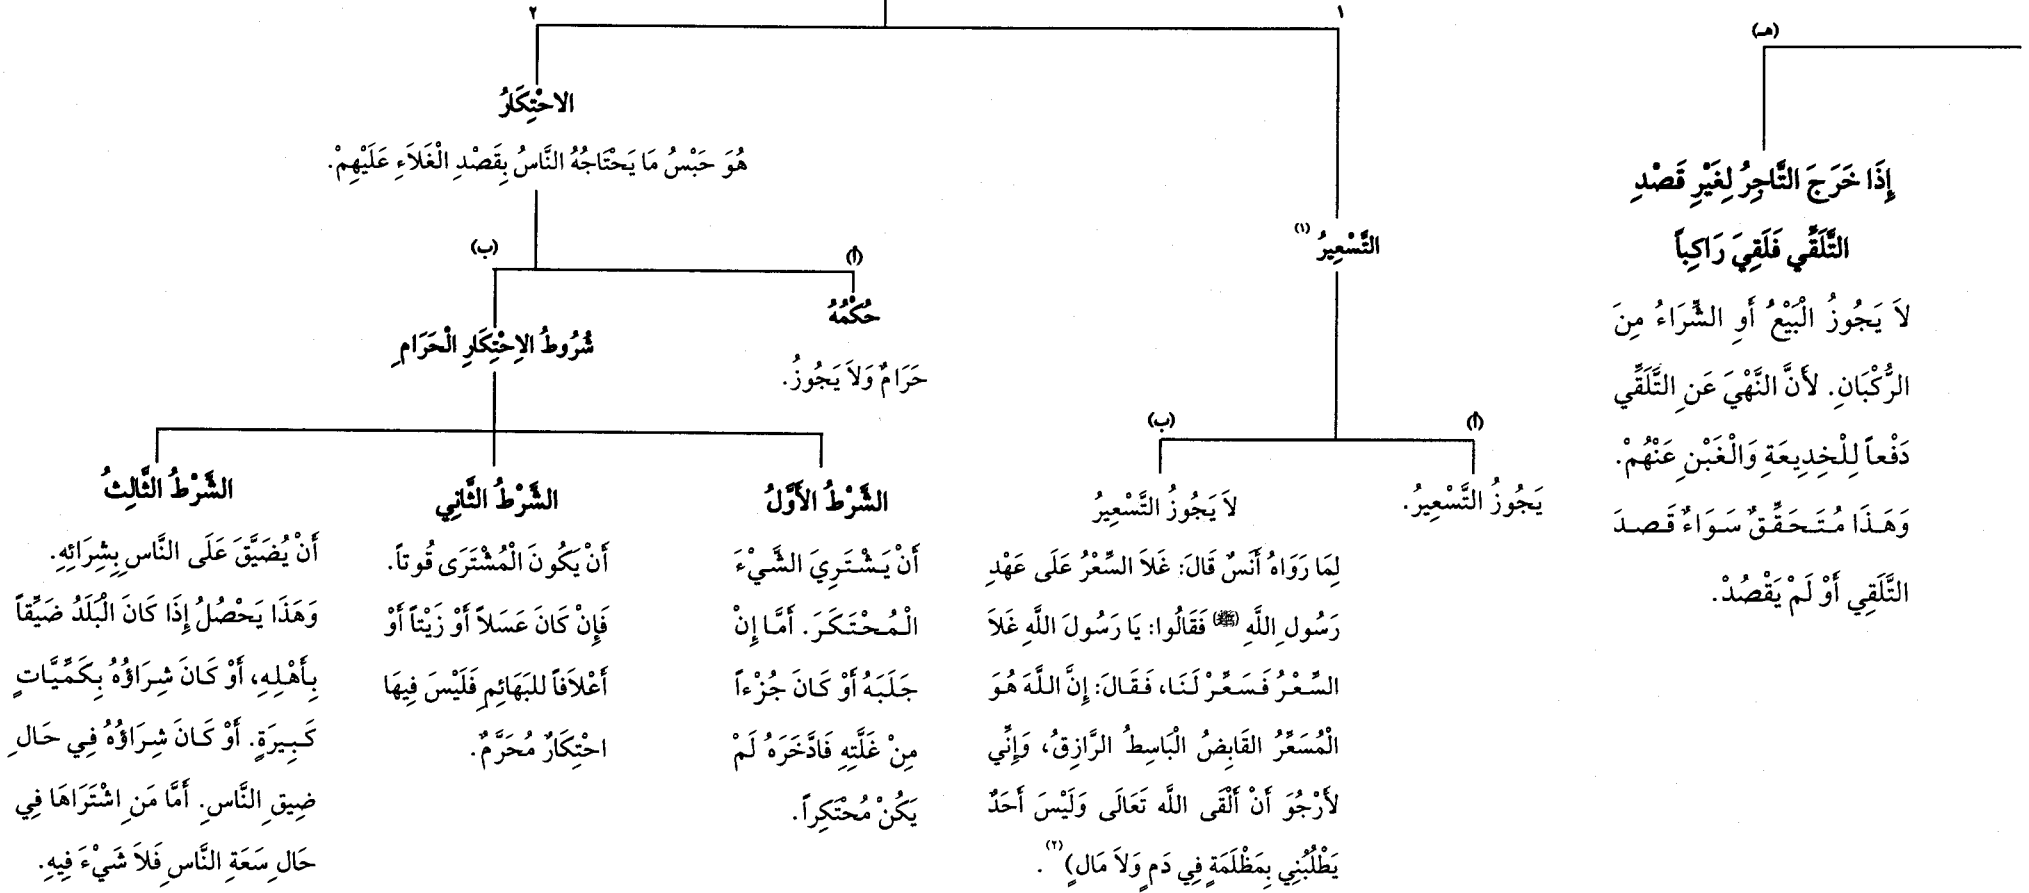 (هـ)
إِذَا خَرَجَ التَّاجِرُ لِغَيْرِ قَصْدِ
التَّلَقِّي فَلَقِيَ رَاكِباً
لاَ يَجُوزُ الْبَيْعُ أَوِ الشِّرَاءُ مِنَ
الرُّكْبَانِ. لأَنَّ النَّهْيَ عَنِ التَّلَقِّي
دَفْعاً لِلْخِدِيعَةِ وَالْغَبْنِ عَنْهُمْ.
وَهَذَا مُتَحَقِّقٌ سَوَاءٌ قَصدَ
التَّلَقِي أَوْ لَمْ يَقْصُدْ.
١
التَّسْعِيرُ (١)
(أ)
يَجُوزُ التَّسْعِيرُ.
(ب)
لاَ يَجُوزُ التَّسْعِيرُ
لِمَا رَوَاهُ أَنَسٌ قَالَ: غَلاَ السِّعْرُ عَلَى عَهْدِ
رَسُولِ اللَّهِ (ﷺ) فَقَالُوا: يَا رَسُولَ اللَّهِ غَلاَ
السِّعْرُ فَسَعِّرْ لَنَا، فَقَالَ: إِنَّ اللَّهَ هُوَ
الْمُسَعِّرُ القَابِضُ الْبَاسِطُ الرَّازِقُ، وَإِنِّي
لأَرْجُوَ أَنْ أَلْقَى اللَّه تَعَالَى وَلَيْسَ أَحَدٌ
يَطْلُبُنِي بِمَظْلَمَةٍ فِي دَمٍ وَلاَ مَالٍ) (٢).
٢
الاحْتِكَارُ
هُوَ حَبْسُ مَا يَحْتَاجُهُ النَّاسُ بِقَصْدِ الْغَلاَءِ عَلَيْهِمْ.
(أ)
حُكْمُهُ
حَرَامٌ وَلاَ يَجُوزُ.
(ب)
شُرُوطُ الاِحْتِكَارِ الْحَرَامِ
الشَّرْطُ الأَوَّلُ
أَنْ يَشْتَرِيَ الشَّيْءَ
الْمُحْتَكَرَ. أَمَّا إِنْ
جَلَبَهُ أَوْ كَانَ جُزْءاً
مِنْ غَلَّتِهِ فَادَّخَرَهُ لَمْ
يَكُنْ مُحْتَكِراً.
الشَّرْطُ الثَّانِي
أَنْ يَكُونَ الْمُشْتَرَى قُوتاً.
فَإِنْ كَانَ عَسَلاً أَوْ زَيْتاً أَوْ
أَعْلاَفاً للبَهَائِمِ فَلَيْسَ فِيهَا
احْتِكَارٌ مُحَرَّمٌ.
الشَّرْطُ الثَّالِثُ
أَنْ يُضَيَّقَ عَلَى النَّاسِ بِشِرَائِهِ.
وَهَذَا يَحْصُلُ إِذَا كَانَ الْبَلَدُ ضَيِّقاً
بِأَهْلِهِ، أَوْ كَانَ شِرَاؤُهُ بِكَمِّيَّاتٍ
كَبِيرَةٍ. أَوْ كَانَ شِرَاؤُهُ فِي حَالِ
ضِيقِ النَّاسِ. أَمَّا مَنِ اشْتَرَاهَا فِي
حَالِ سَعَةِ النَّاسِ فَلاَ شَيْءَ فِيهِ.